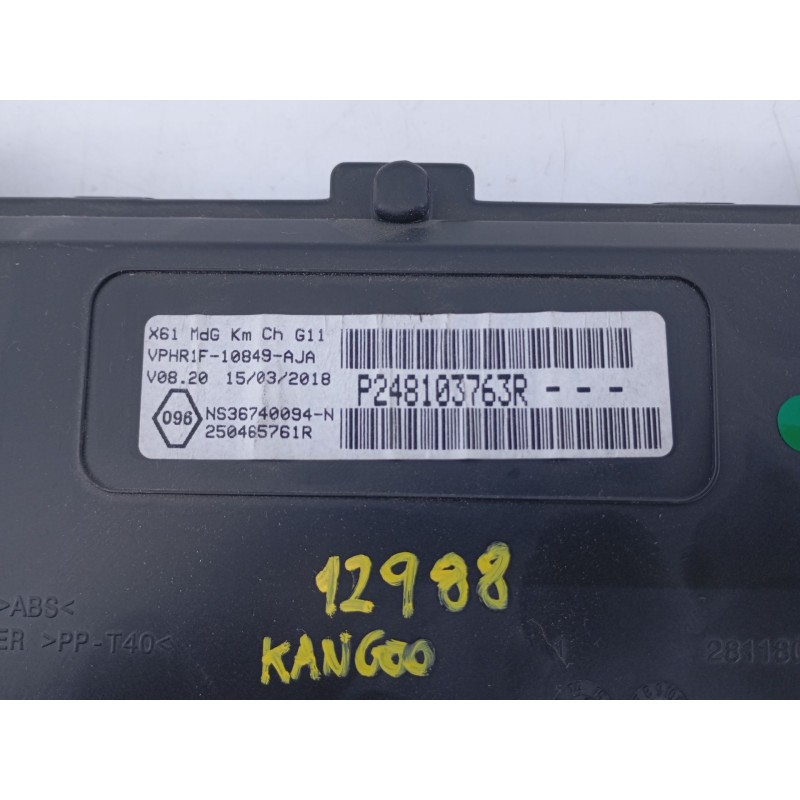 X61 MdG Km Ch G11
VPHR1F-10849-AJA
V08.20 15/03/2018
P248103763R - - -
096
NS36740094-N
250465761R
12988
KANGOO
>ABS<
ER >PP-T40<
281180